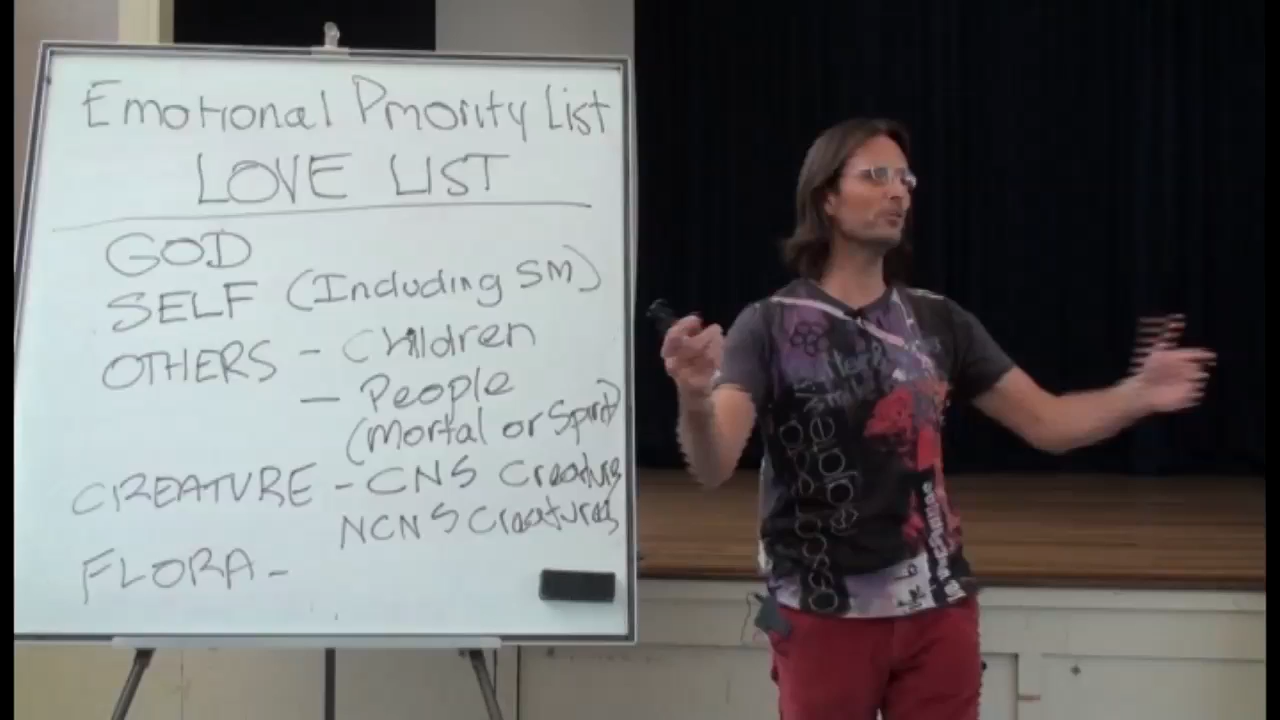 Emotional Priority List
LOVE LIST
GOD
SELF (Including SM)
OTHERS - Children
- People
(Mortal or Spirit)
CREATURE - CNS Creatures
NCNS Creatures
FLORA -